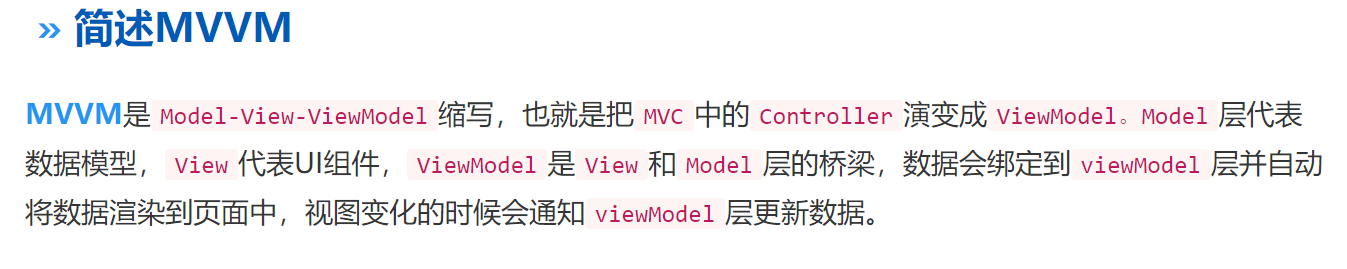 » 简述MVVM
MVVM是 Model-View-ViewModel 缩写，也就是把 MVC 中的 Controller 演变成 ViewModel。Model 层代表
数据模型， View 代表UI组件， ViewModel 是 View 和 Model 层的桥梁，数据会绑定到 viewModel 层并自动
将数据渲染到页面中，视图变化的时候会通知 viewModel 层更新数据。